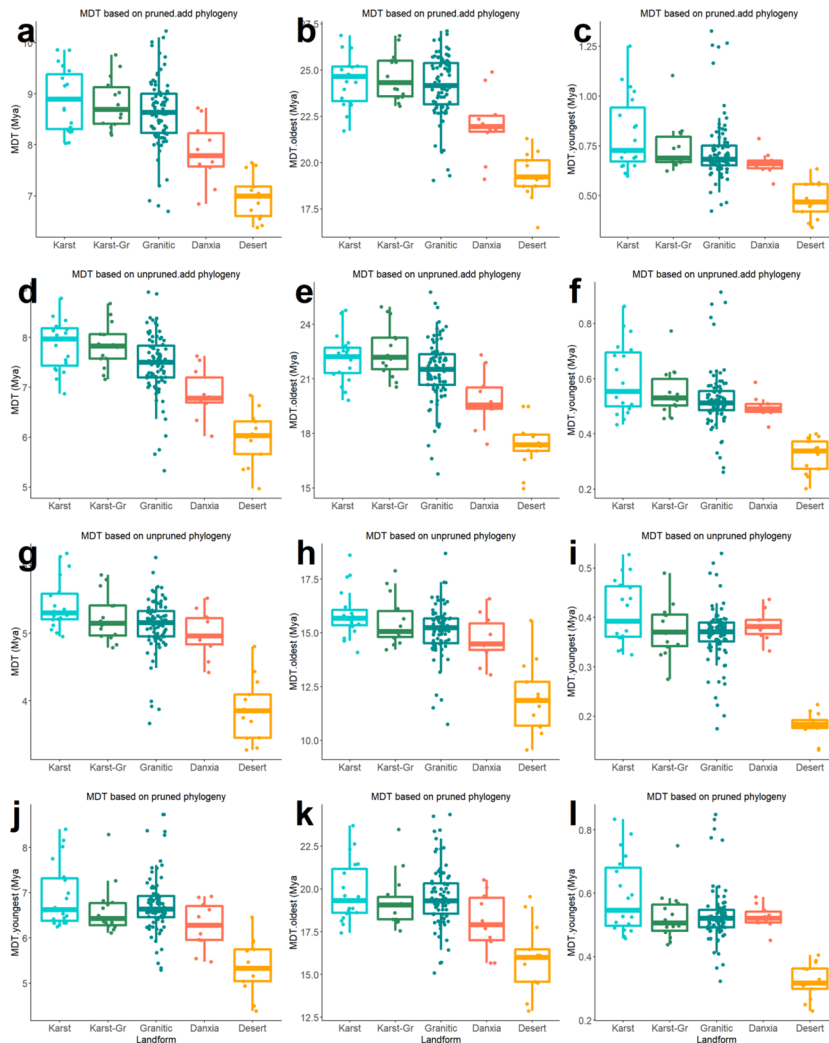 MDT based on pruned.add phylogeny MDT based on pruned.add phylogeny MDT based on pruned.add phylogeny
a b c
MDT (Mya) MDT.oldest (Mya) MDT.youngest (Mya)
10 9 8 7
25.0 22.5 20.0 17.5
1.25 1.00 0.75 0.50
Karst Karst-Gr Granitic Danxia Desert Karst Karst-Gr Granitic Danxia Desert Karst Karst-Gr Granitic Danxia Desert
MDT based on unpruned.add phylogeny MDT based on unpruned.add phylogeny MDT based on unpruned.add phylogeny
d e f
MDT (Mya) MDT.oldest (Mya) MDT.youngest (Mya)
8 7 6 5
24 21 18 15
0.8 0.6 0.4 0.2
Karst Karst-Gr Granitic Danxia Desert Karst Karst-Gr Granitic Danxia Desert Karst Karst-Gr Granitic Danxia Desert
MDT based on unpruned phylogeny MDT based on unpruned phylogeny MDT based on unpruned phylogeny
g h i
MDT (Mya) MDT.oldest (Mya) MDT.youngest (Mya)
5 4
17.5 15.0 12.5 10.0
0.5 0.4 0.3 0.2
Karst Karst-Gr Granitic Danxia Desert Karst Karst-Gr Granitic Danxia Desert Karst Karst-Gr Granitic Danxia Desert
MDT based on pruned phylogeny MDT based on pruned phylogeny MDT based on pruned phylogeny
j k l
MDT (Mya) MDT.oldest (Mya MDT.youngest (Mya
8 7 6 5
22.5 20.0 17.5 15.0 12.5
0.8 0.6 0.4 0.2
Karst Karst-Gr Granitic Danxia Desert Karst Karst-Gr Granitic Danxia Desert Karst Karst-Gr Granitic Danxia Desert
Landform Landform Landform